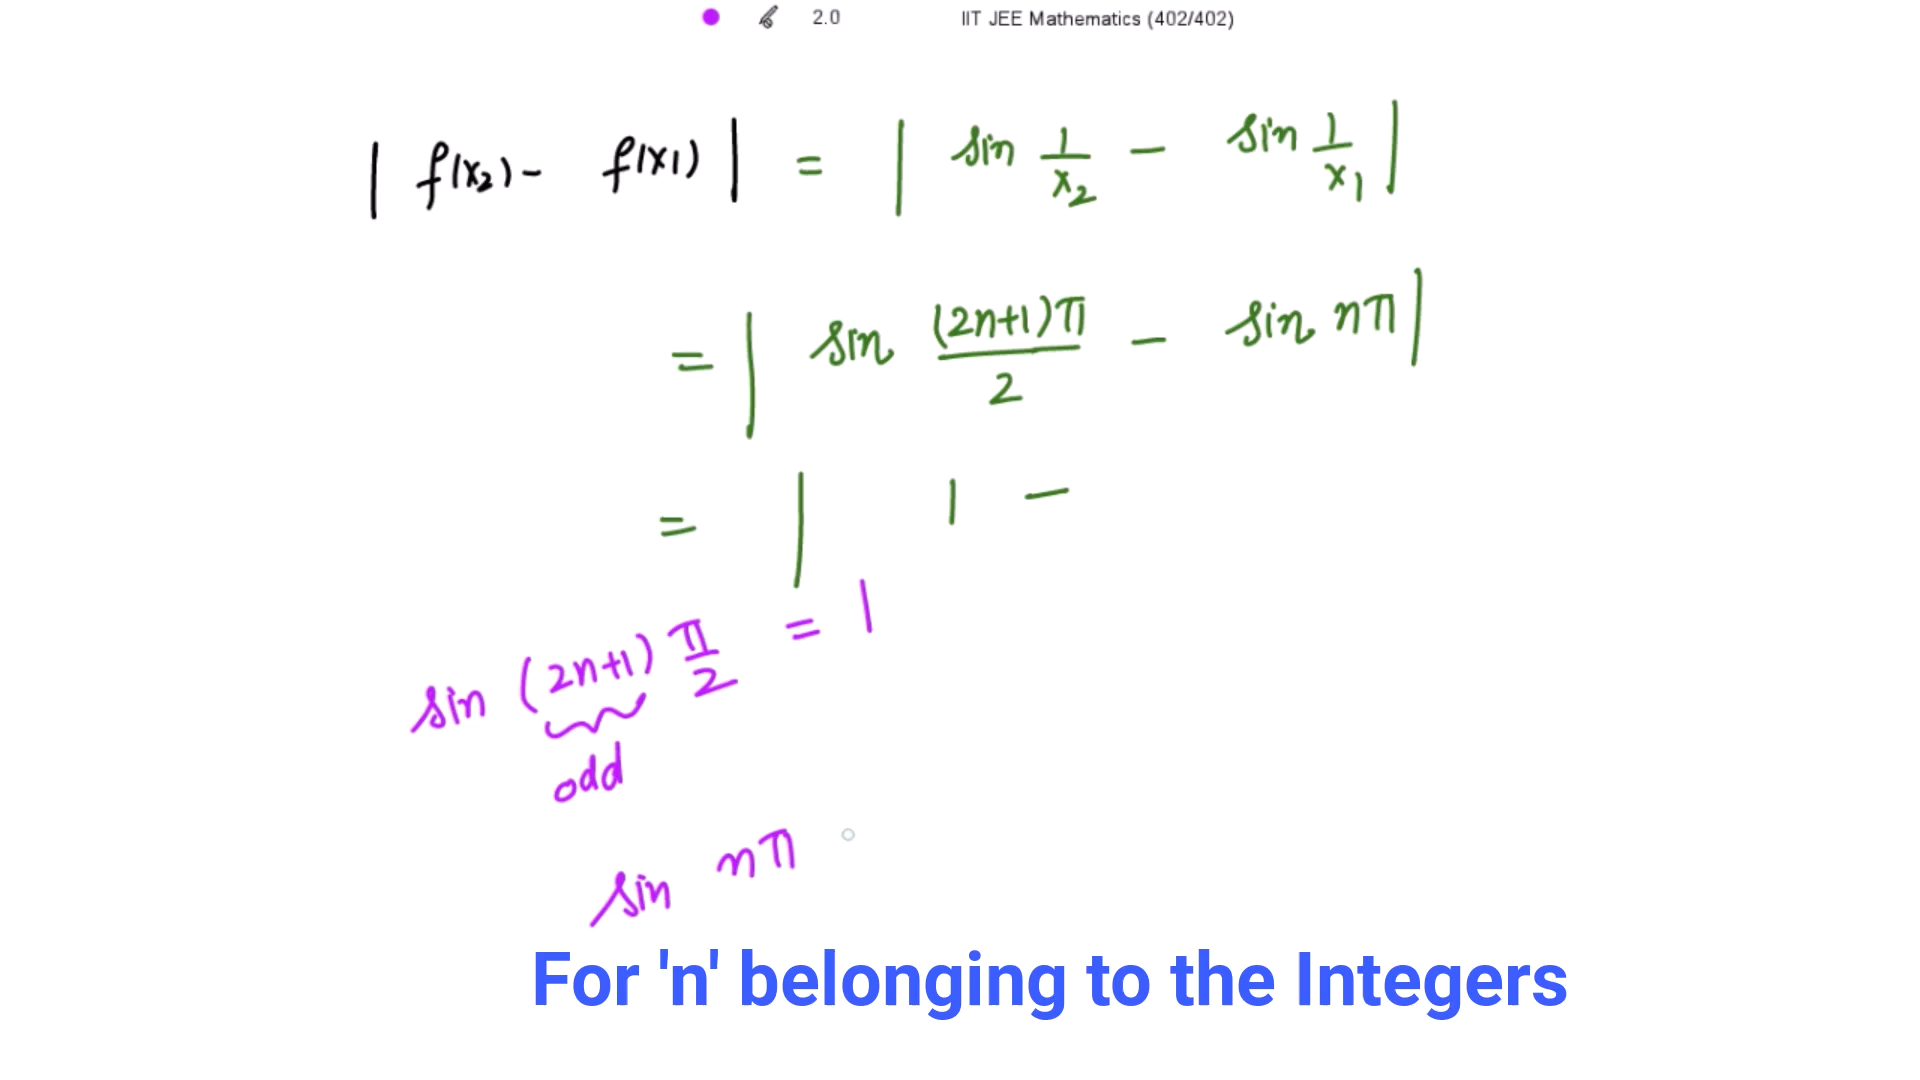 2.0 IIT JEE Mathematics (402/402)
| f(x₂) - f(x₁) | = | sin 1/x₂ - sin 1/x₁ |
= | sin (2n+1)π/2 - sin nπ |
= | 1 -
sin (2n+1) π/2 = 1
odd
sin nπ
For 'n' belonging to the Integers